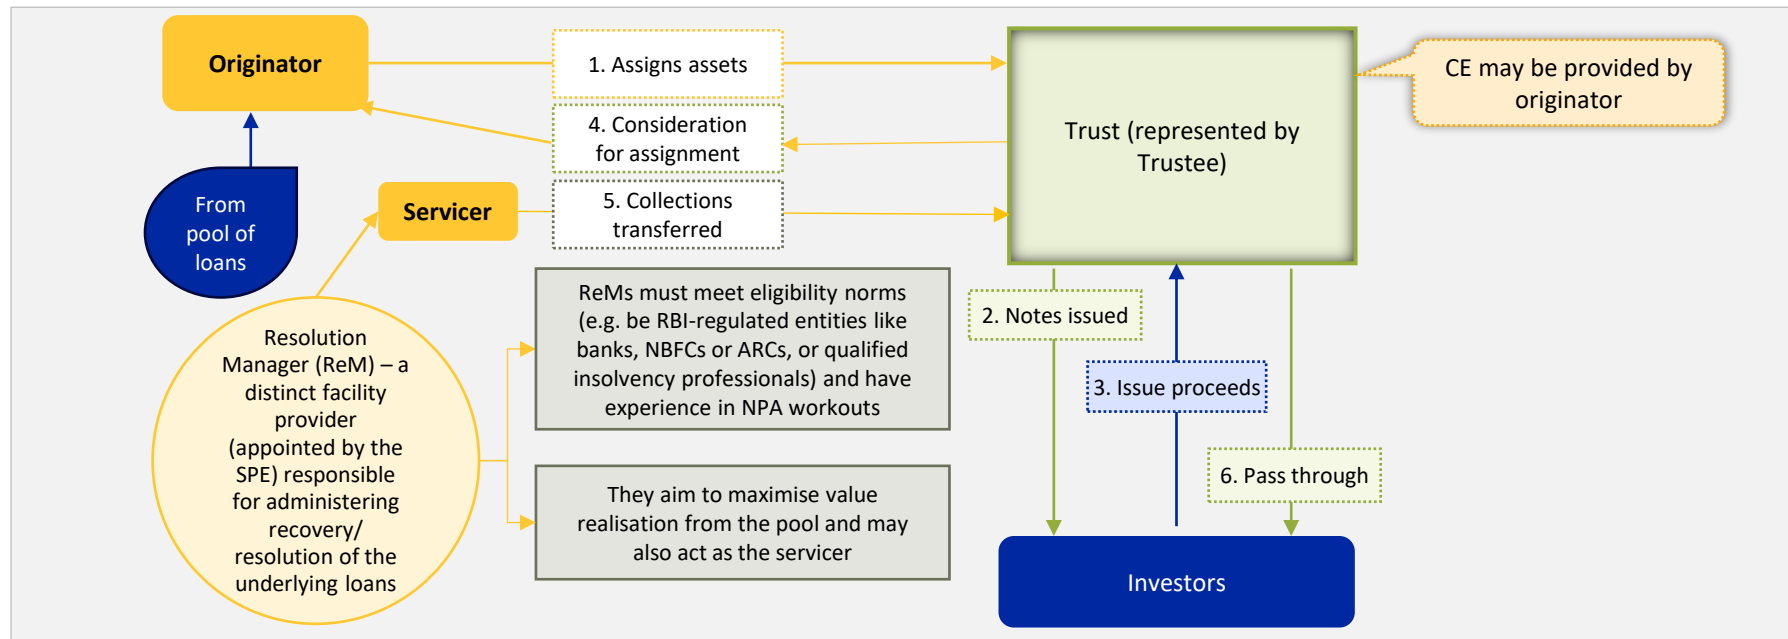 Originator
1. Assigns assets
CE may be provided by
originator
4. Consideration
for assignment
Trust (represented by
Trustee)
From
pool of
loans
Servicer
5. Collections
transferred
Resolution
Manager (ReM) – a
distinct facility
provider
(appointed by the
SPE) responsible
for administering
recovery/
resolution of the
underlying loans
ReMs must meet eligibility norms
(e.g. be RBI-regulated entities like
banks, NBFCs or ARCs, or qualified
insolvency professionals) and have
experience in NPA workouts
They aim to maximise value
realisation from the pool and may
also act as the servicer
2. Notes issued
3. Issue proceeds
6. Pass through
Investors